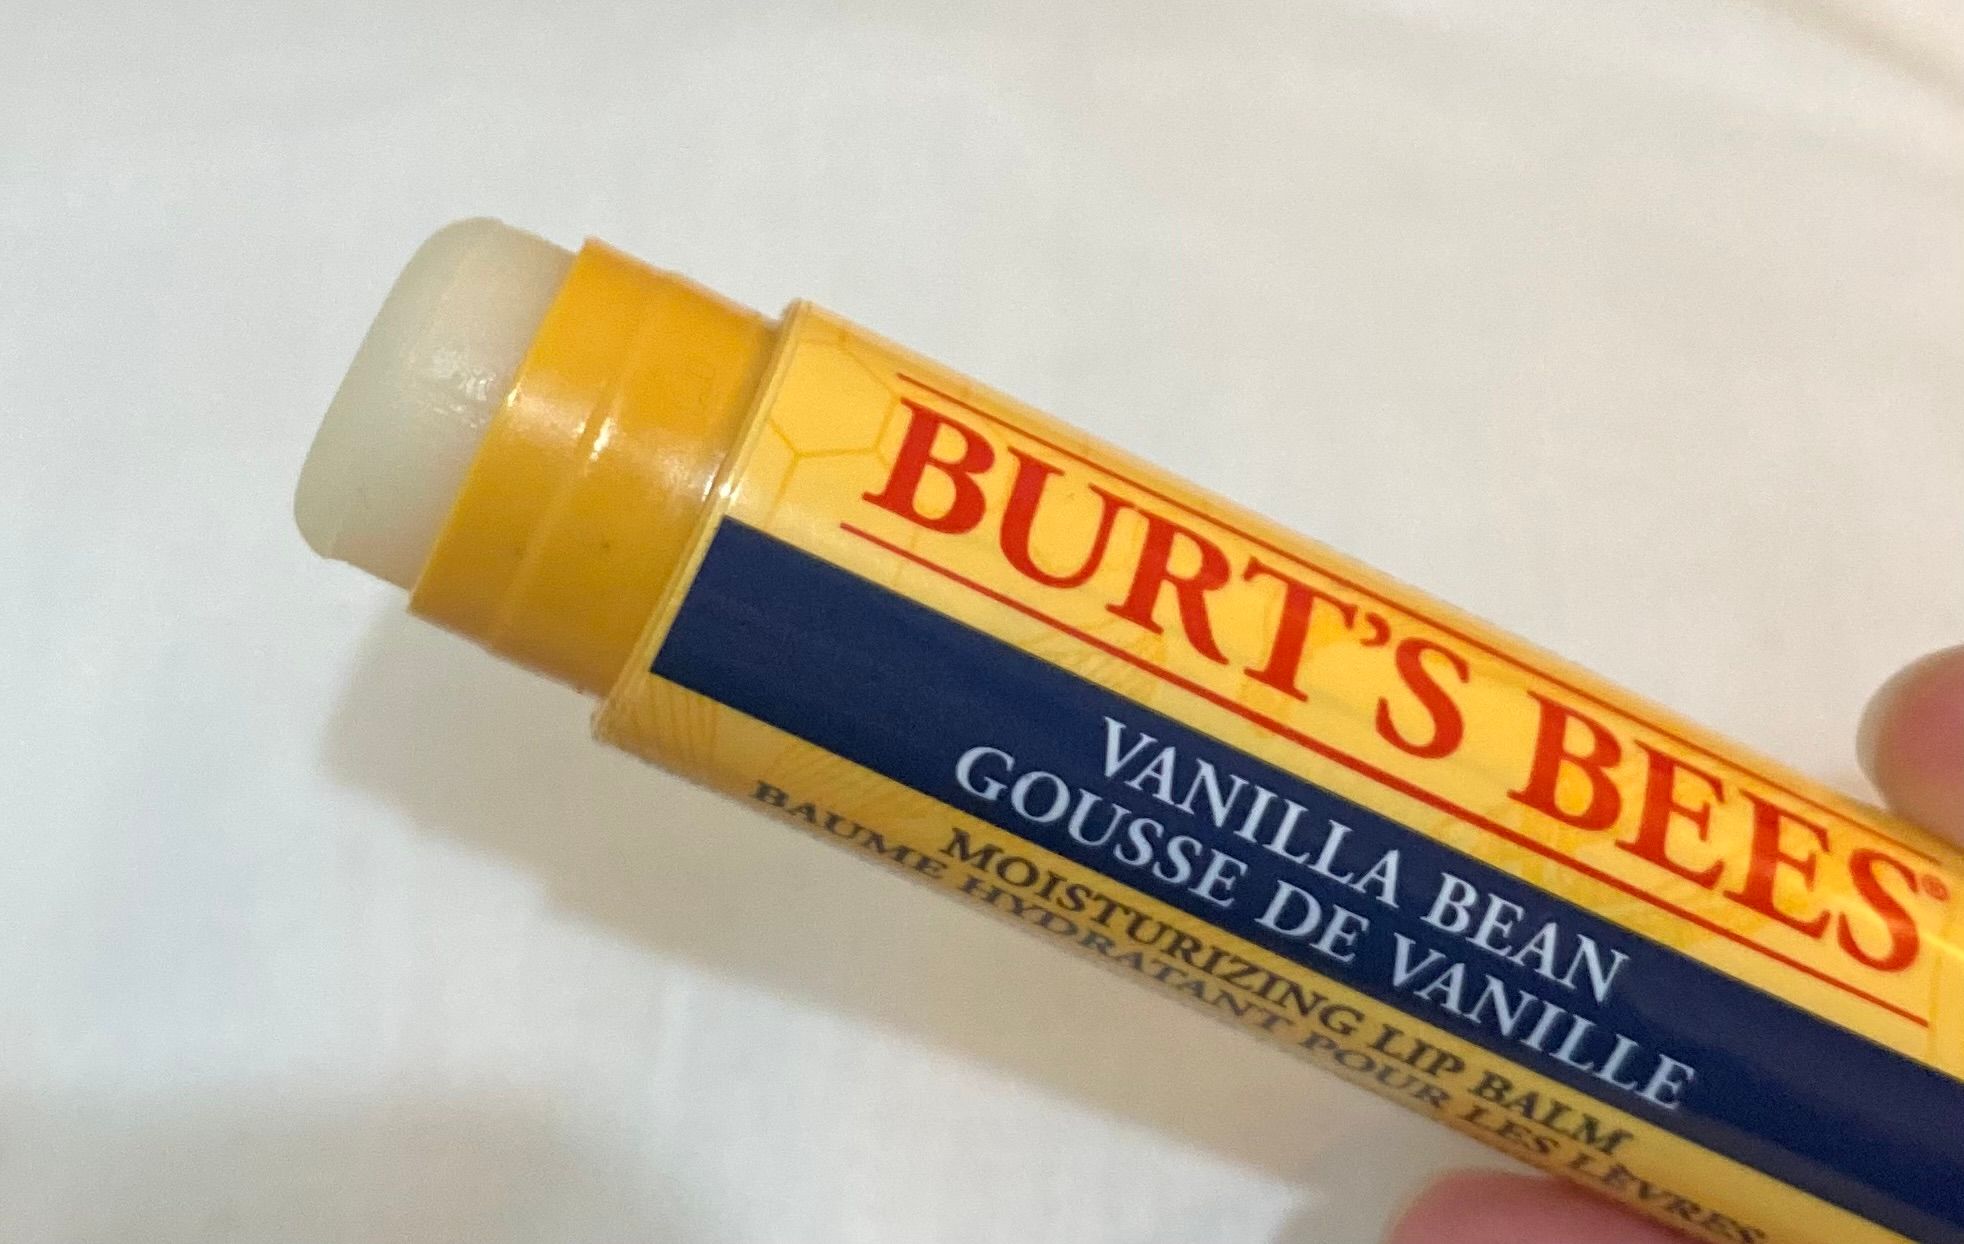 BURT'S BEES®
VANILLA BEAN
GOUSSE DE VANILLE
MOISTURIZING LIP BALM
BAUME HYDRATANT POUR LES LÈVRES